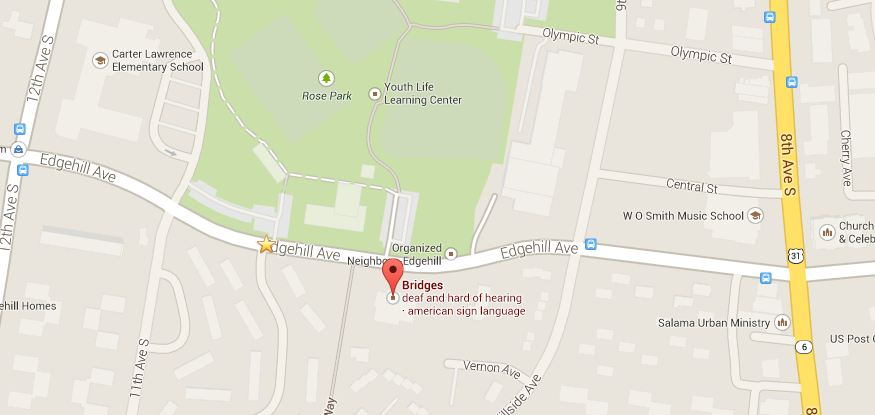 Olympic St
Olympic St
Carter Lawrence
Elementary School
12th Ave S
Rose Park
Youth Life
Learning Center
8th Ave S
Cherry Ave
Edgehill Ave
Central St
W O Smith Music School
Church
& Celeb
12th Ave S
Edgehill Ave
Organized
Neighbo
Edgehill
Edgehill Ave
31
Bridges
deaf and hard of hearing
· american sign language
ehill Homes
Salama Urban Ministry
US Post
6
11th Ave S
Vernon Ave
llside Ave
Way
8